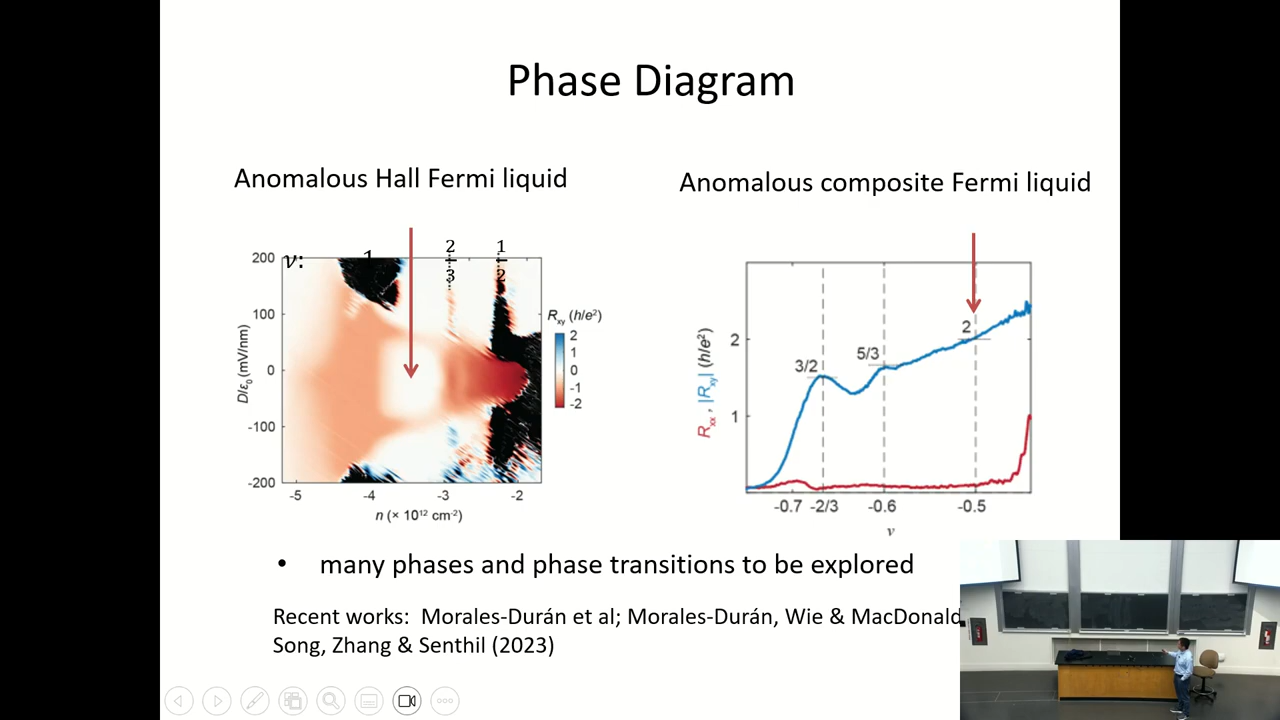 Phase Diagram
Anomalous Hall Fermi liquid
Anomalous composite Fermi liquid
ν: 1 2/3 1/2
200
100
0
-100
-200
D/ε0 (mV/nm)
-5 -4 -3 -2
n (× 10¹² cm⁻²)
Rxy (h/e²)
2
1
0
-1
-2
Rxx , |Rxy| (h/e²)
2
1
3/2
5/3
2
-0.7 -2/3 -0.6 -0.5
ν
• many phases and phase transitions to be explored
Recent works: Morales-Durán et al; Morales-Durán, Wie & MacDonald
Song, Zhang & Senthil (2023)